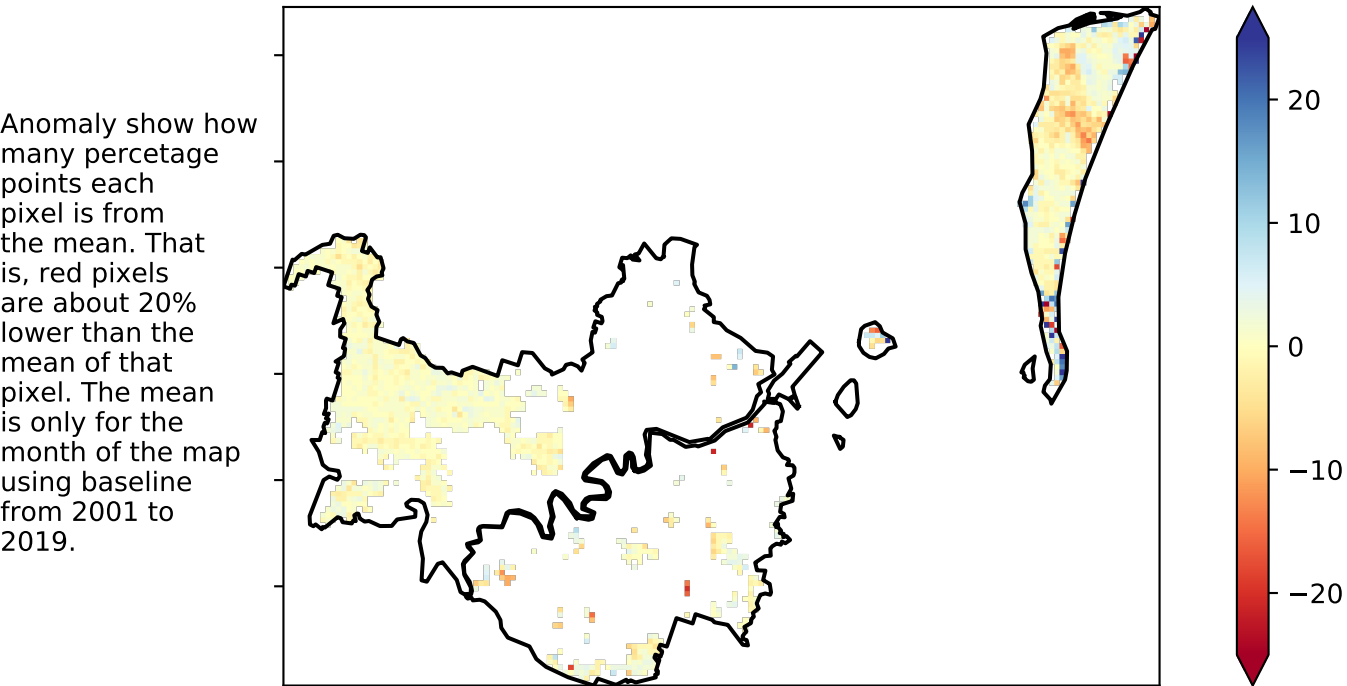 Anomaly show how
many percetage
points each
pixel is from
the mean. That
is, red pixels
are about 20%
lower than the
mean of that
pixel. The mean
is only for the
month of the map
using baseline
from 2001 to
2019.
20
10
0
−10
−20